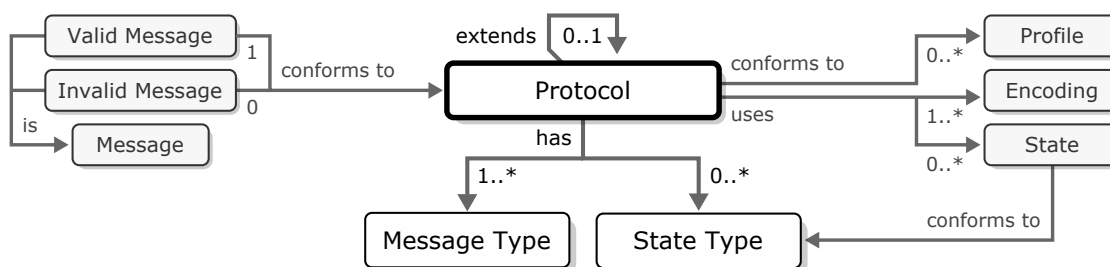 Valid Message
1
Invalid Message
0
is
Message
conforms to
extends
0..1
Protocol
has
1..*
0..*
Message Type
State Type
conforms to
0..*
Profile
uses
1..*
Encoding
0..*
State
conforms to